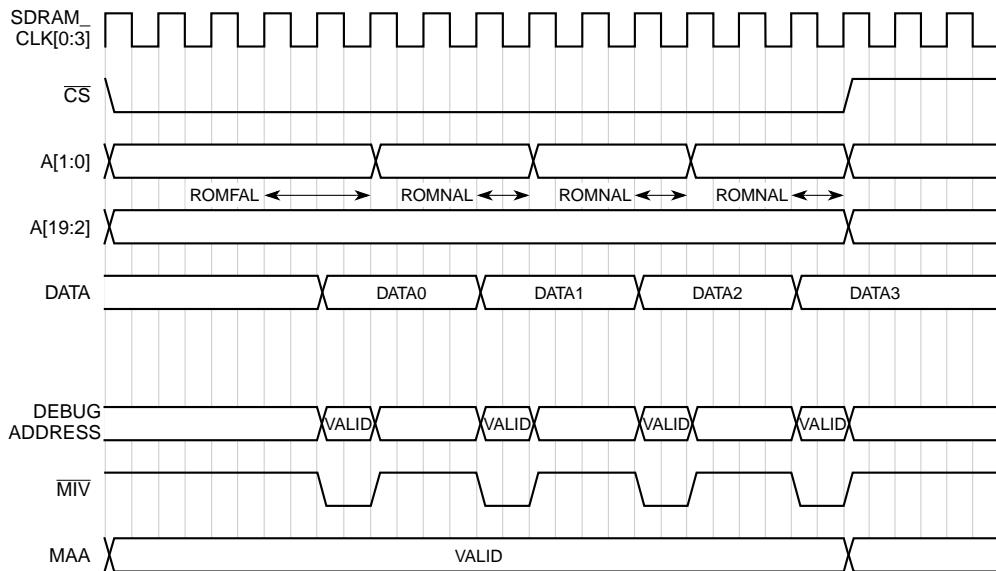 SDRAM_
CLK[0:3]
CS
A[1:0]
ROMFAL ROMNAL ROMNAL ROMNAL
A[19:2]
DATA DATA0 DATA1 DATA2 DATA3
DEBUG
ADDRESS VALID VALID VALID VALID
MIV
MAA VALID